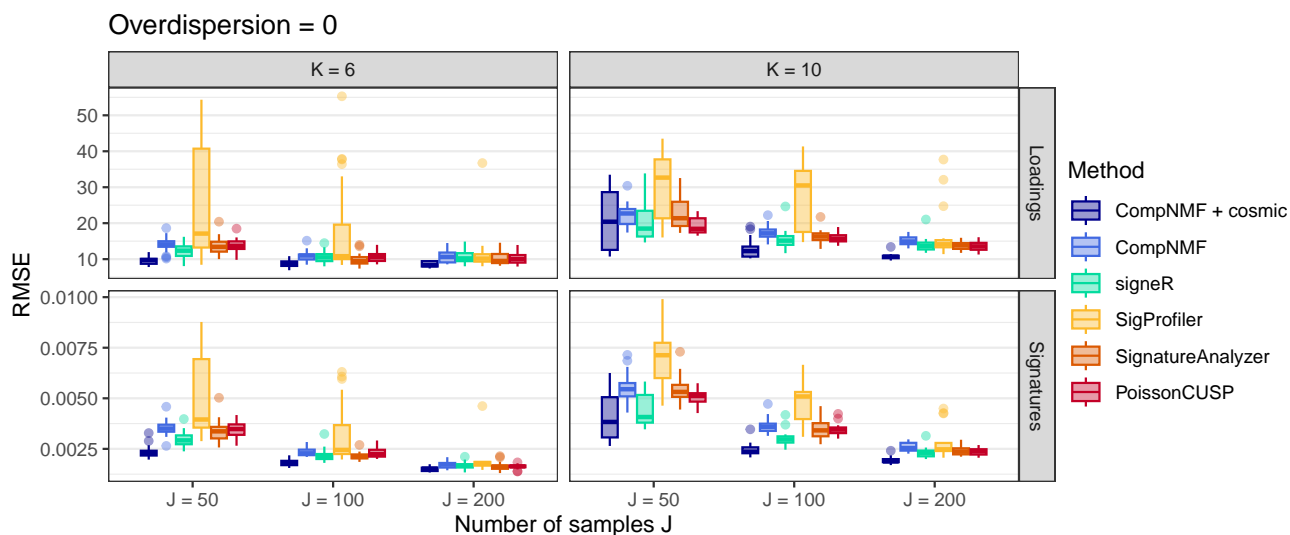 Overdispersion = 0
K = 6
K = 10
50
40
30
20
10
Loadings
0.0100
0.0075
0.0050
0.0025
Signatures
RMSE
J = 50
J = 100
J = 200
J = 50
J = 100
J = 200
Number of samples J
Method
CompNMF + cosmic
CompNMF
signeR
SigProfiler
SignatureAnalyzer
PoissonCUSP